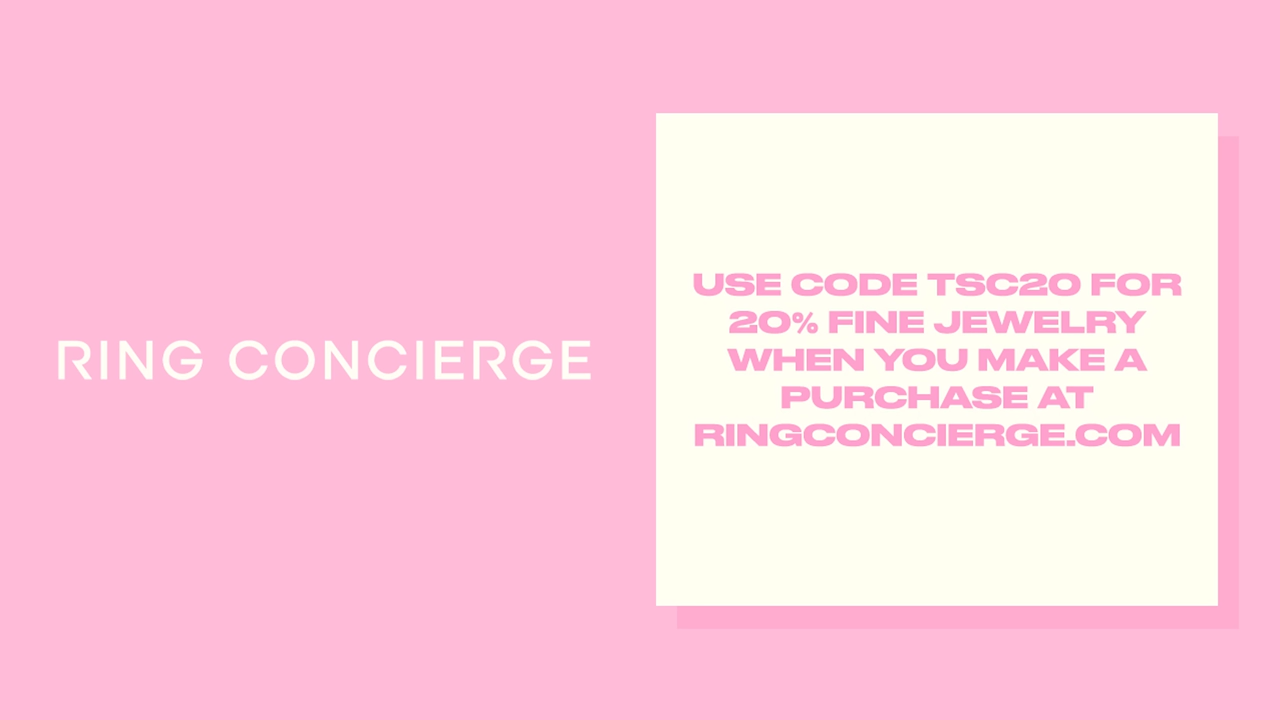 RING CONCIERGE
USE CODE TSC20 FOR
20% FINE JEWELRY
WHEN YOU MAKE A
PURCHASE AT
RINGCONCIERGE.COM